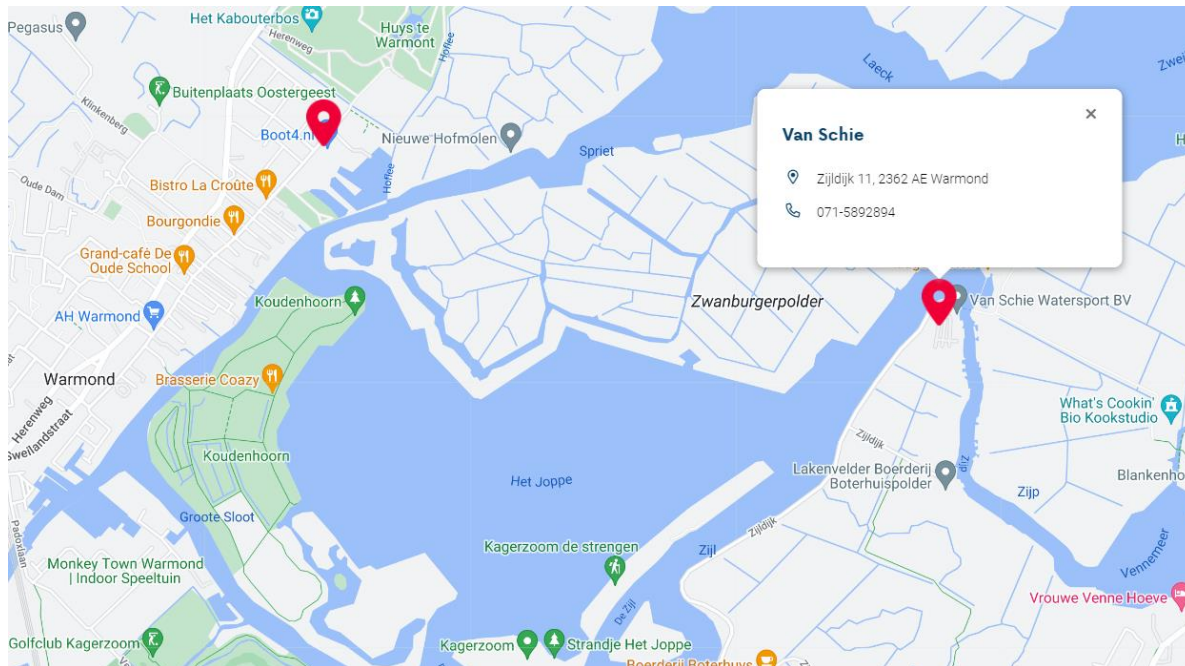 Het Kabouterbos
Pegasus
Herenweg
Huys te
Warmont
Hoflee
Laeck
Klinkenberg
Buitenplaats Oostergeest
Boot4.nl
Nieuwe Hofmolen
Spriet
Hoflee
Oude Dam
Bistro La Croûte
Bourgondie
Grand-café De
Oude School
Van Schie
Zijldijk 11, 2362 AE Warmond
071-5892894
Zwanburgerpolder
Van Schie Watersport BV
Koudenhoorn
AH Warmond
Warmond
Brasserie Coazy
Herenweg
Swellandstraat
Koudenhoorn
What's Cookin'
Bio Kookstudio
Zijldijk
Lakenvelder Boerderij
Boterhuispolder
Zijp
Zijp
Blankenho
Het Joppe
Groote Sloot
Padoxlaan
Monkey Town Warmond
| Indoor Speeltuin
Kagerzoom de strengen
Zijl
Zijldijk
Vennemeer
Vrouwe Venne Hoeve
De Zijl
Golfclub Kagerzoom
Kagerzoom
Strandje Het Joppe
Boerderij Boterhuys